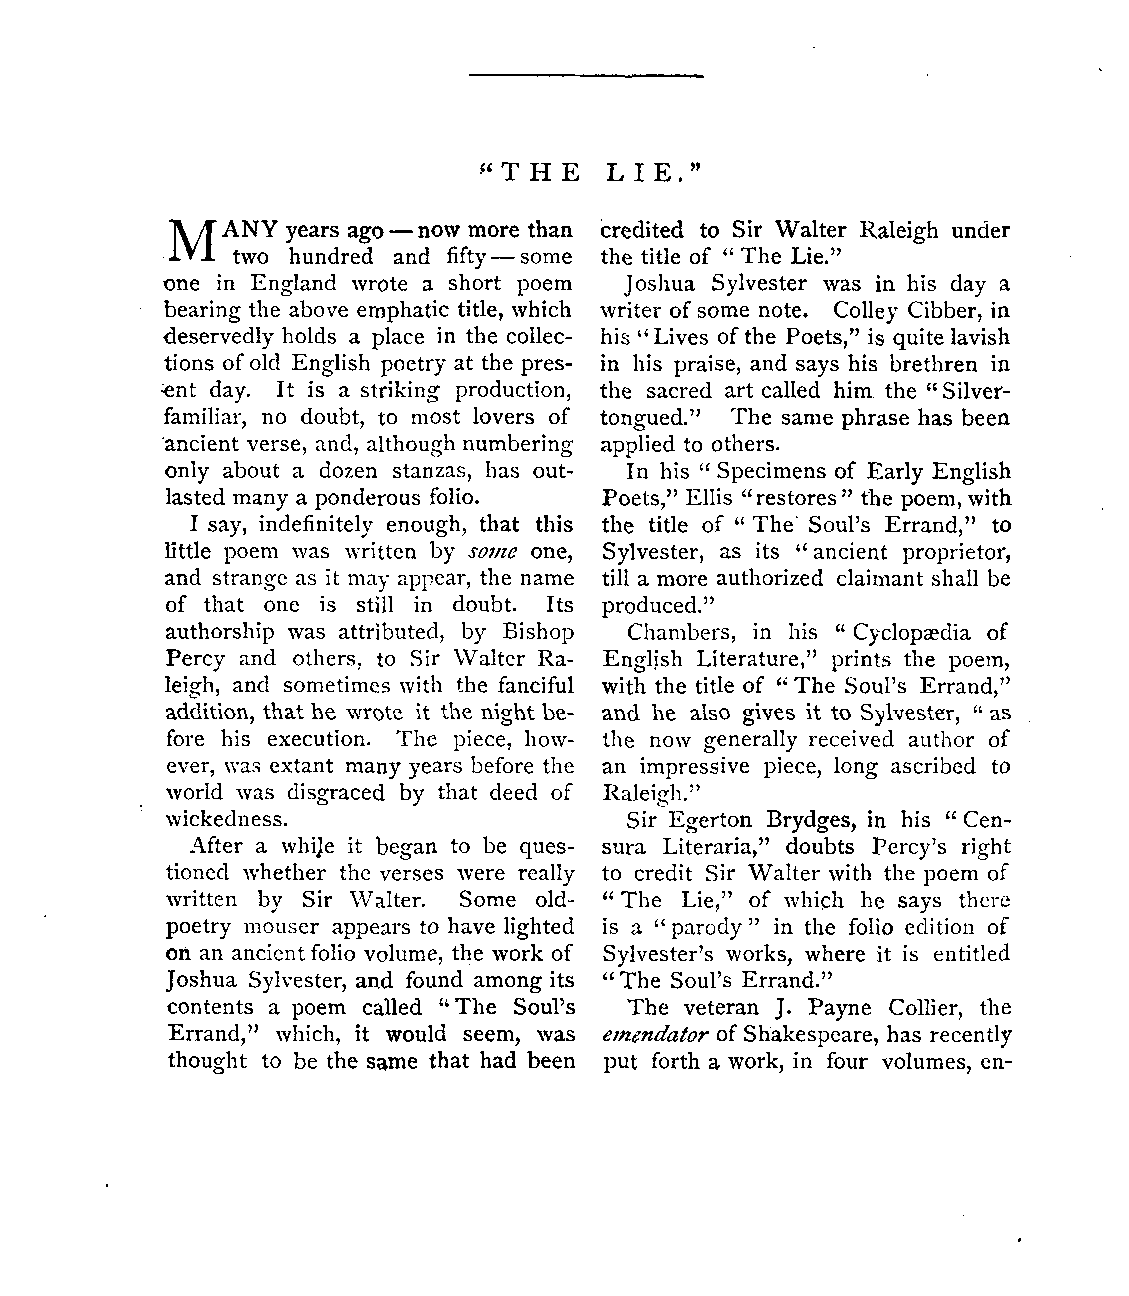 "THE LIE."
MANY years ago — now more than
two hundred and fifty — some
one in England wrote a short poem
bearing the above emphatic title, which
deservedly holds a place in the collec-
tions of old English poetry at the pres-
ent day. It is a striking production,
familiar, no doubt, to most lovers of
ancient verse, and, although numbering
only about a dozen stanzas, has out-
lasted many a ponderous folio.
I say, indefinitely enough, that this
little poem was written by some one,
and strange as it may appear, the name
of that one is still in doubt. Its
authorship was attributed, by Bishop
Percy and others, to Sir Walter Ra-
leigh, and sometimes with the fanciful
addition, that he wrote it the night be-
fore his execution. The piece, how-
ever, was extant many years before the
world was disgraced by that deed of
wickedness.
After a while it began to be ques-
tioned whether the verses were really
written by Sir Walter. Some old-
poetry mouser appears to have lighted
on an ancient folio volume, the work of
Joshua Sylvester, and found among its
contents a poem called "The Soul's
Errand," which, it would seem, was
thought to be the same that had been
credited to Sir Walter Raleigh under
the title of "The Lie."
Joshua Sylvester was in his day a
writer of some note. Colley Cibber, in
his "Lives of the Poets," is quite lavish
in his praise, and says his brethren in
the sacred art called him the "Silver-
tongued." The same phrase has been
applied to others.
In his "Specimens of Early English
Poets," Ellis "restores" the poem, with
the title of "The Soul's Errand," to
Sylvester, as its "ancient proprietor,
till a more authorized claimant shall be
produced."
Chambers, in his "Cyclopædia of
English Literature," prints the poem,
with the title of "The Soul's Errand,"
and he also gives it to Sylvester, "as
the now generally received author of
an impressive piece, long ascribed to
Raleigh."
Sir Egerton Brydges, in his "Cen-
sura Literaria," doubts Percy's right
to credit Sir Walter with the poem of
"The Lie," of which he says there
is a "parody" in the folio edition of
Sylvester's works, where it is entitled
"The Soul's Errand."
The veteran J. Payne Collier, the
emendator of Shakespeare, has recently
put forth a work, in four volumes, en-